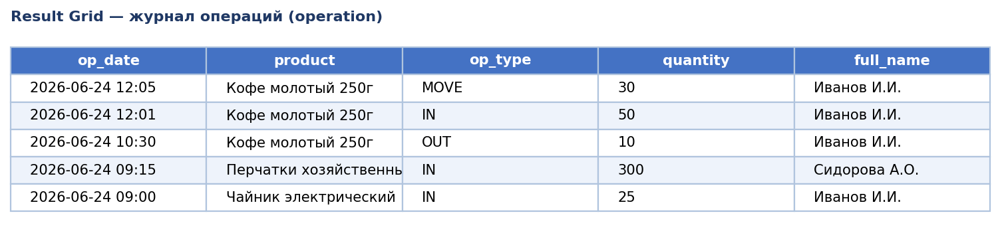 Result Grid — журнал операций (operation)
op_date product op_type quantity full_name
2026-06-24 12:05 Кофе молотый 250г MOVE 30 Иванов И.И.
2026-06-24 12:01 Кофе молотый 250г IN 50 Иванов И.И.
2026-06-24 10:30 Кофе молотый 250г OUT 10 Иванов И.И.
2026-06-24 09:15 Перчатки хозяйственнь IN 300 Сидорова А.О.
2026-06-24 09:00 Чайник электрический IN 25 Иванов И.И.